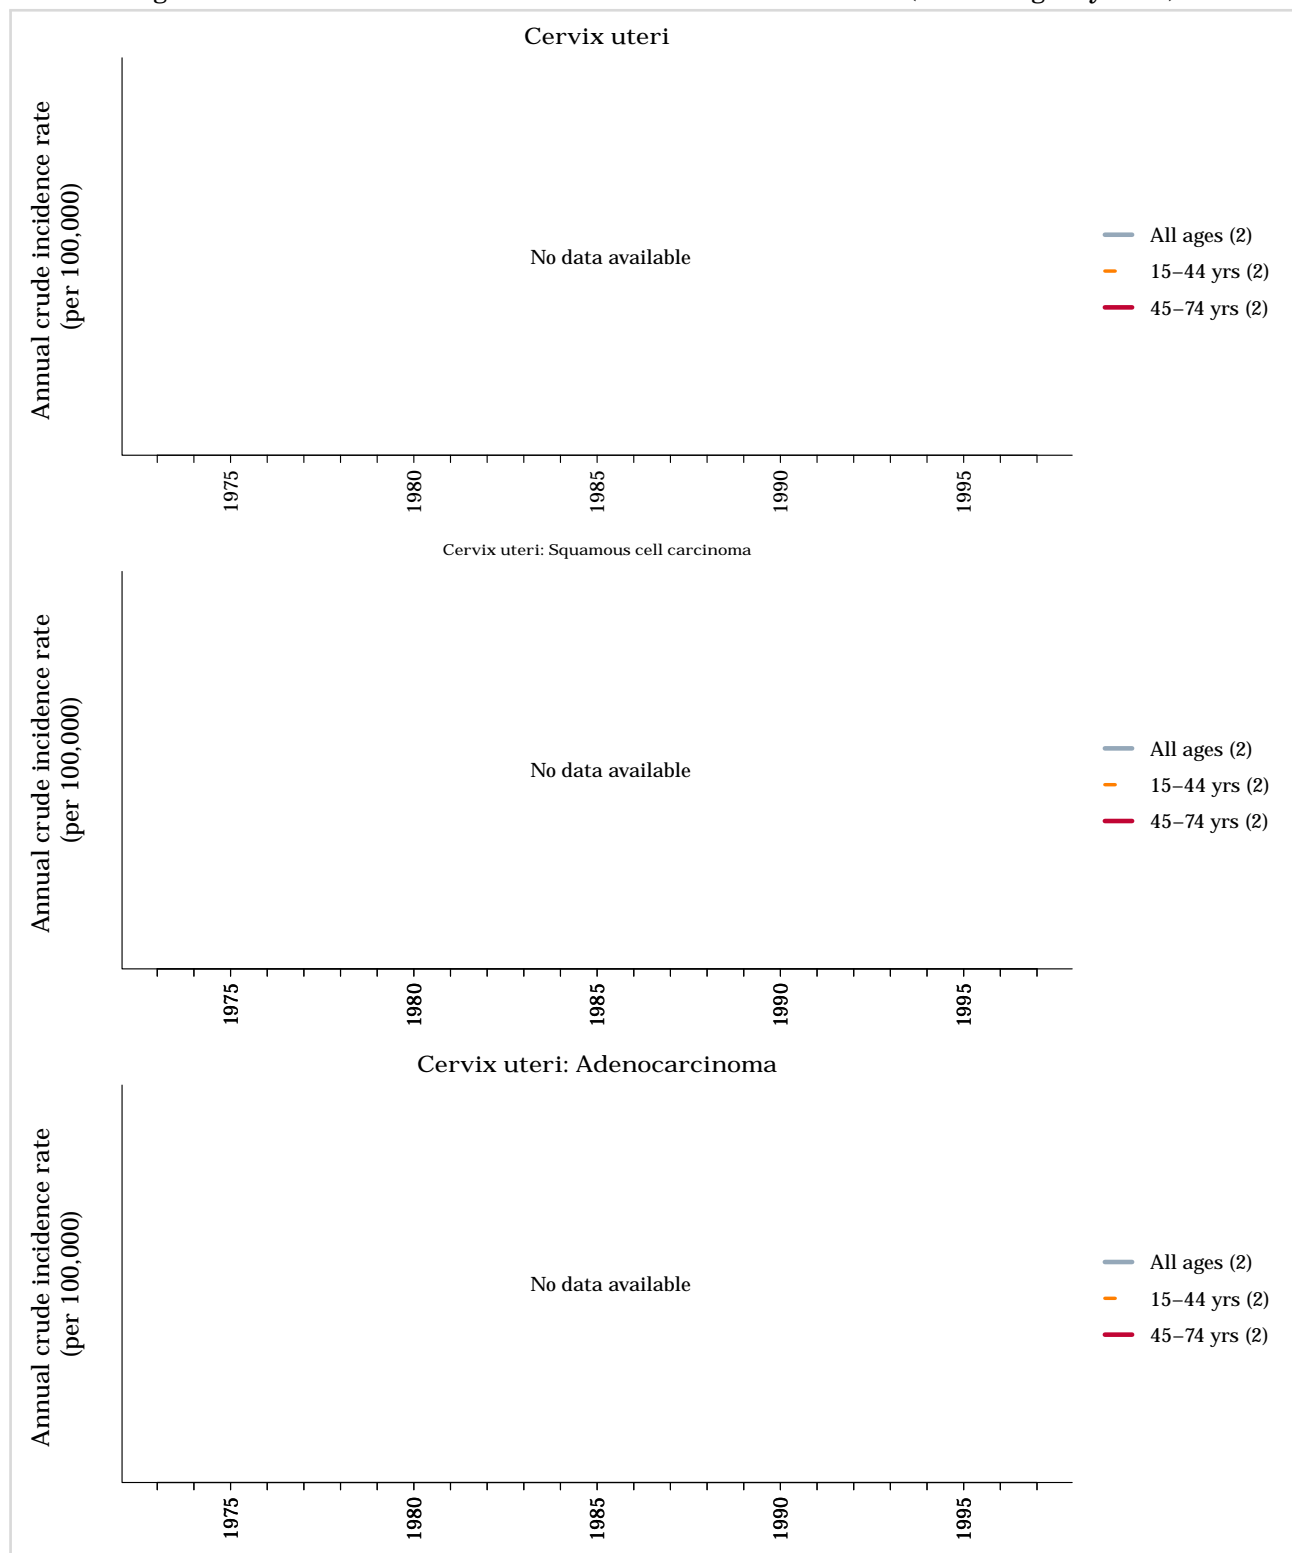 Cervix uteri
Annual crude incidence rate
(per 100,000)
No data available
All ages (2)
15–44 yrs (2)
45–74 yrs (2)
1975
1980
1985
1990
1995
Cervix uteri: Squamous cell carcinoma
Annual crude incidence rate
(per 100,000)
No data available
All ages (2)
15–44 yrs (2)
45–74 yrs (2)
1975
1980
1985
1990
1995
Cervix uteri: Adenocarcinoma
Annual crude incidence rate
(per 100,000)
No data available
All ages (2)
15–44 yrs (2)
45–74 yrs (2)
1975
1980
1985
1990
1995